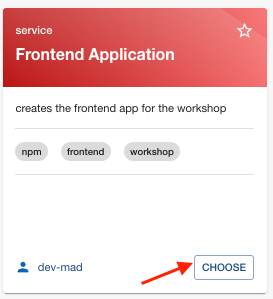 service
Frontend Application
creates the frontend app for the workshop
npm frontend workshop
dev-mad CHOOSE